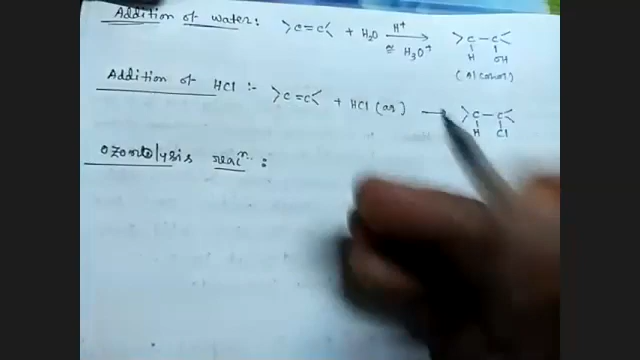 Addition of water: >C=C< + H2O H+ or H3O+ → >C-C< H OH (Alcohol)
Addition of HCl :- >C=C< + HCl (aq) → >C-C< H Cl
Ozonolysis reacn. :